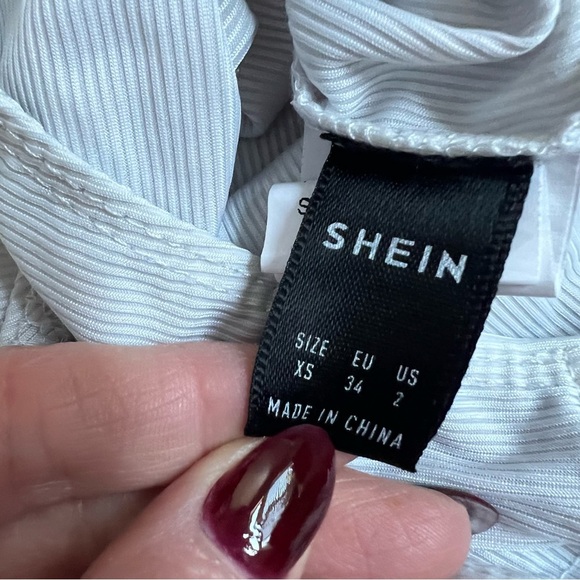 SHEIN
SIZE EU US
XS 34 2
MADE IN CHINA